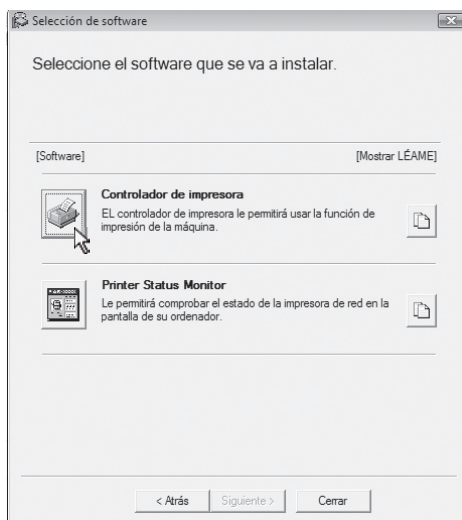 Selección de software
Seleccione el software que se va a instalar.
[Software] [Mostrar LÉAME]
Controlador de impresora
EL controlador de impresora le permitirá usar la función de
impresión de la máquina.
Printer Status Monitor
Le permitirá comprobar el estado de la impresora de red en la
pantalla de su ordenador.
< Atrás Siguiente > Cerrar